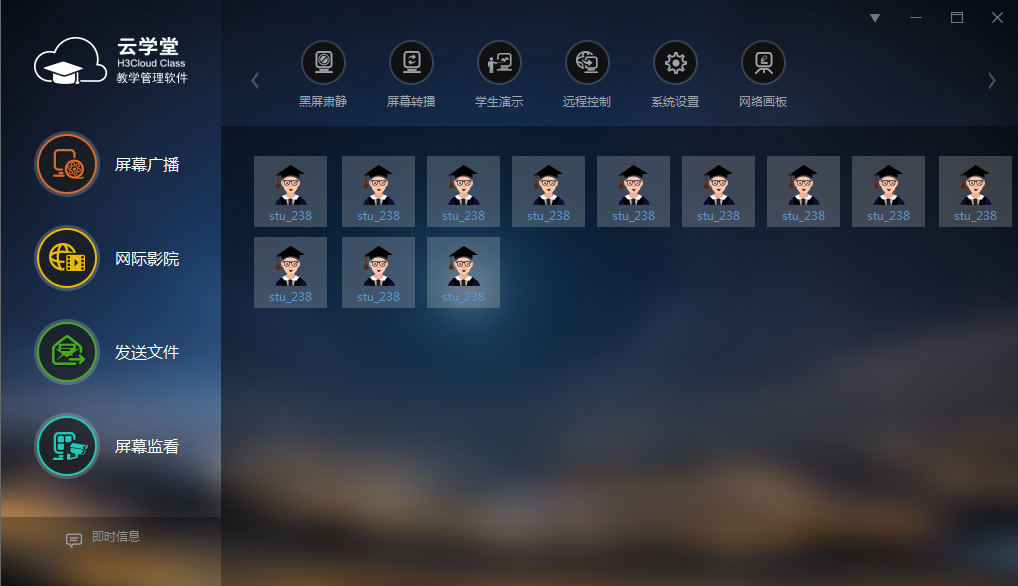 云学堂
H3Cloud Class
教学管理软件
黑屏肃静
屏幕转播
学生演示
远程控制
系统设置
网络画板
屏幕广播
网际影院
发送文件
屏幕监看
即时信息
stu_238
stu_238
stu_238
stu_238
stu_238
stu_238
stu_238
stu_238
stu_238
stu_238
stu_238
stu_238